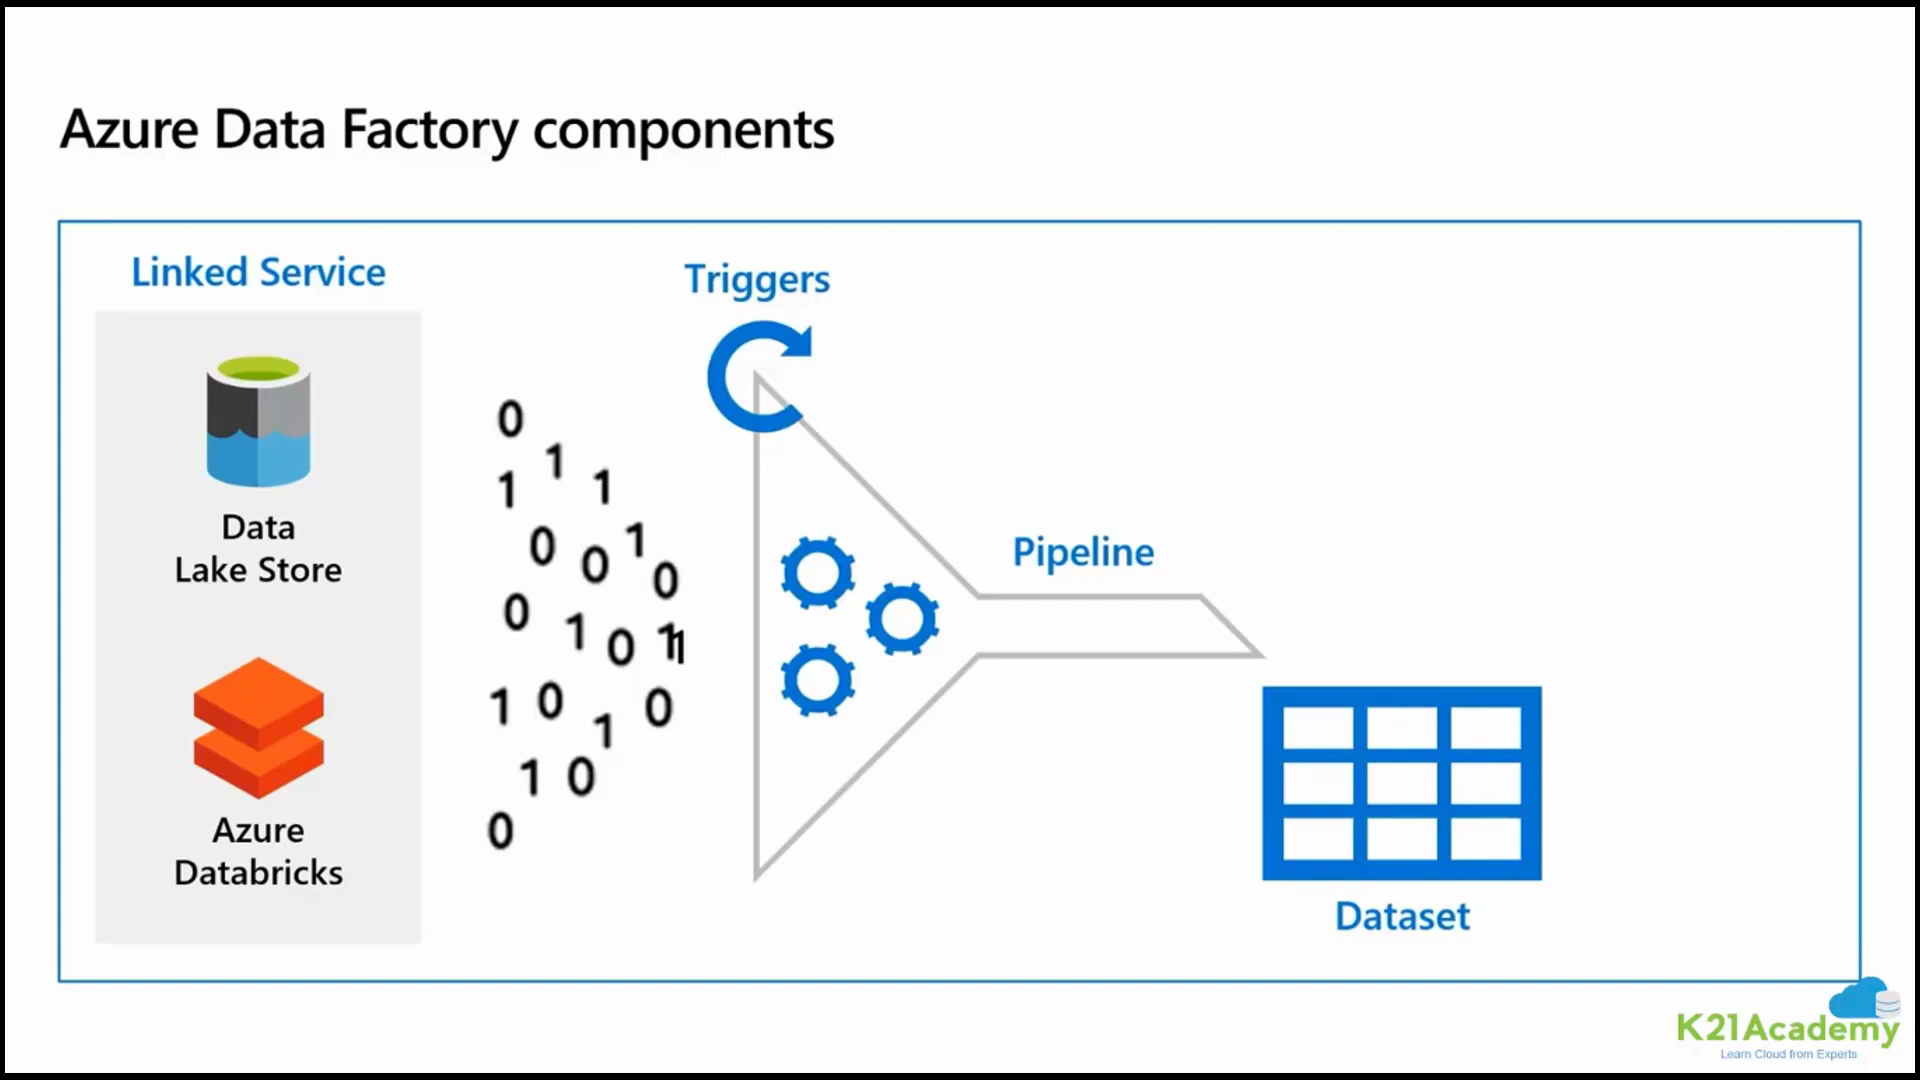 Azure Data Factory components
Linked Service
Triggers
Data
Lake Store
0
1
1 1
0 0 1
0
0 1 0 1
1
1 0 1 0
1 0
0
Pipeline
Azure
Databricks
Dataset
K21Academy
Learn Cloud from Experts